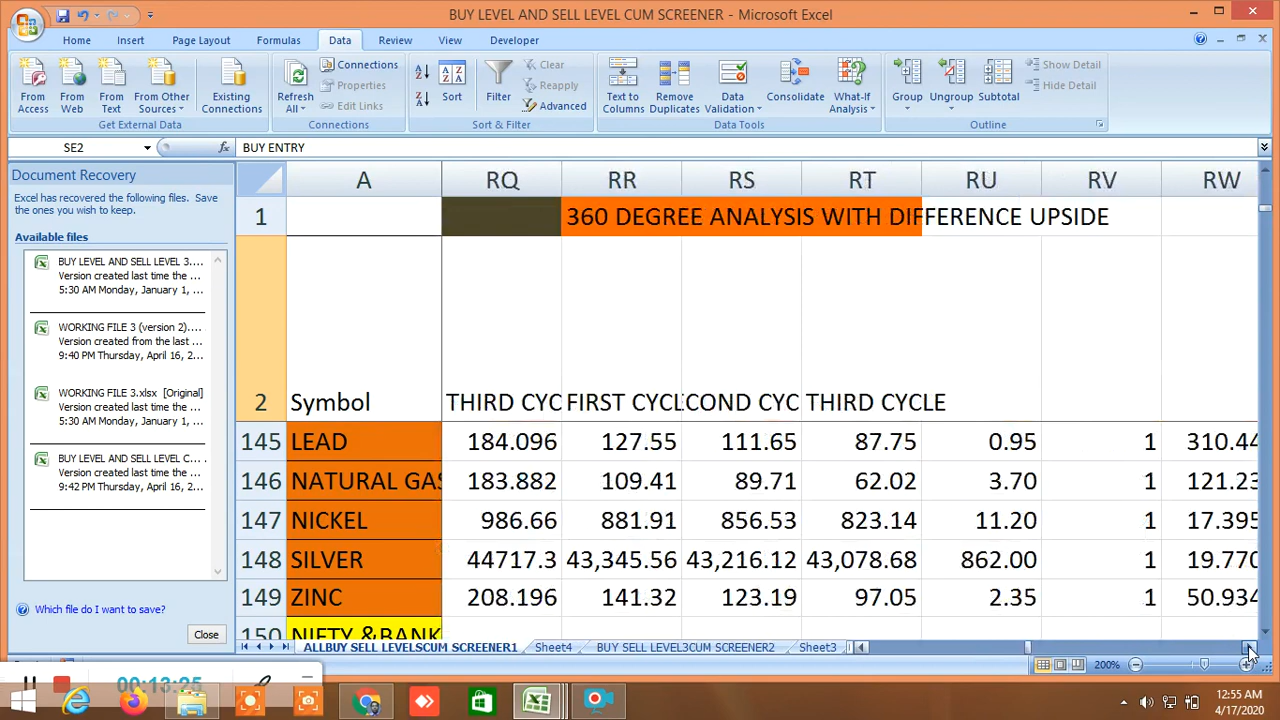 BUY LEVEL AND SELL LEVEL CUM SCREENER - Microsoft Excel
Home Insert Page Layout Formulas Data Review View Developer
From Access
From Web
From Text
From Other Sources
Existing Connections
Get External Data
Refresh All
Connections
Properties
Edit Links
Connections
Sort
Filter
Clear
Reapply
Advanced
Sort & Filter
Text to Columns
Remove Duplicates
Data Validation
Consolidate
What-If Analysis
Data Tools
Group
Ungroup
Subtotal
Show Detail
Hide Detail
Outline
SE2 fx BUY ENTRY
Document Recovery
Excel has recovered the following files. Save
the ones you wish to keep.
Available files
BUY LEVEL AND SELL LEVEL 3....
Version created last time the ...
5:30 AM Monday, January 1, ...
WORKING FILE 3 (version 2)....
Version created from the last ...
9:40 PM Thursday, April 16, 2...
WORKING FILE 3.xlsx [Original]
Version created last time the ...
5:30 AM Monday, January 1, ...
BUY LEVEL AND SELL LEVEL C...
Version created last time the ...
9:42 PM Thursday, April 16, 2...
Which file do I want to save?
Close
A RQ RR RS RT RU RV RW
1 360 DEGREE ANALYSIS WITH DIFFERENCE UPSIDE
2 Symbol THIRD CYC FIRST CYCL COND CYC THIRD CYCLE
145 LEAD 184.096 127.55 111.65 87.75 0.95 1 310.44
146 NATURAL GAS 183.882 109.41 89.71 62.02 3.70 1 121.23
147 NICKEL 986.66 881.91 856.53 823.14 11.20 1 17.395
148 SILVER 44717.3 43,345.56 43,216.12 43,078.68 862.00 1 19.770
149 ZINC 208.196 141.32 123.19 97.05 2.35 1 50.934
150 NIFTY &BANK
ALLBUY SELL LEVELSCUM SCREENER1 Sheet4 BUY SELL LEVEL3CUM SCREENER2 Sheet3
200%
00:13:25
12:55 AM
4/17/2020